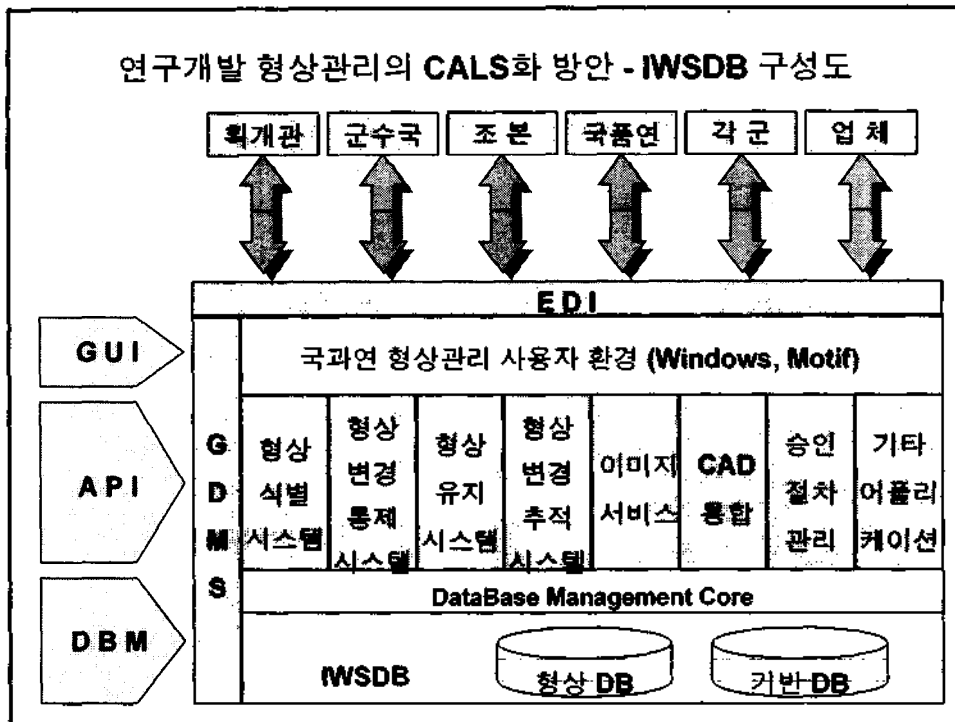 연구개발 형상관리의 CALS화 방안 - IWSDB 구성도
획개관 군수국 조 본 국품연 각 군 업 체
E D I
G U I
국과연 형상관리 사용자 환경 (Windows, Motif)
A P I
G D M S
형상 식별 시스템
형상 변경 통제 시스템
형상 유지 시스템
형상 변경 추적 시스템
이미지 서비스
CAD 통합
승인 절차 관리
기타 어플리 케이션
DataBase Management Core
D B M
IWSDB
형상 DB
기반 DB